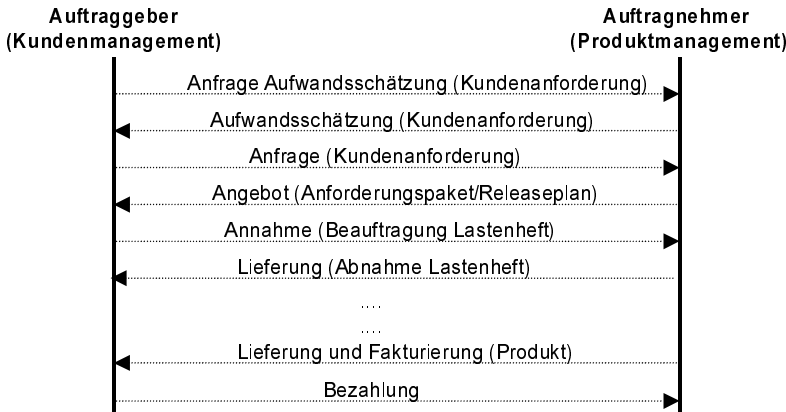 Auftraggeber
(Kundenmanagement)
Auftragnehmer
(Produktmanagement)
Anfrage Aufwandsschätzung (Kundenanforderung)
Aufwandsschätzung (Kundenanforderung)
Anfrage (Kundenanforderung)
Angebot (Anforderungspaket/Releaseplan)
Annahme (Beauftragung Lastenheft)
Lieferung (Abnahme Lastenheft)
....
....
Lieferung und Fakturierung (Produkt)
Bezahlung